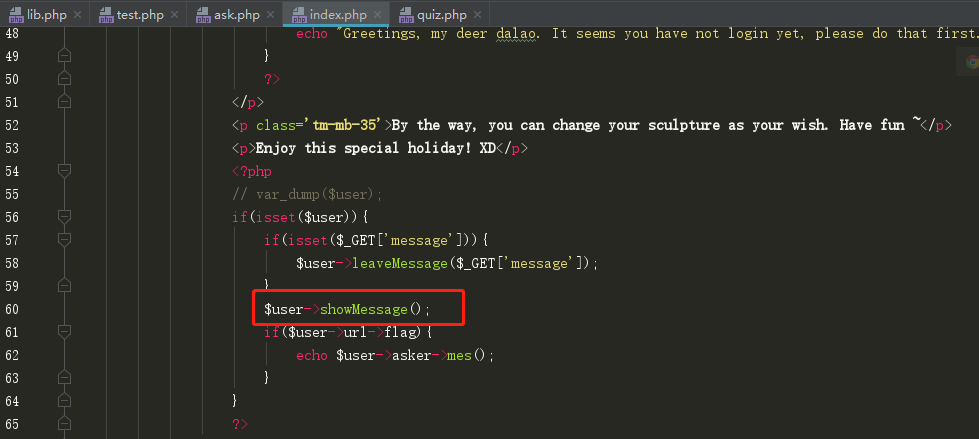 lib.php × test.php × ask.php × index.php × quiz.php ×
48 echo "Greetings, my deer dalao. It seems you have not login yet, please do that first.
49 }
50 ?>
51 </p>
52 <p class='tm-mb-35'>By the way, you can change your sculpture as your wish. Have fun ~</p>
53 <p>Enjoy this special holiday! XD</p>
54 <?php
55 // var_dump($user);
56 if(isset($user)){
57 if(isset($_GET['message'])){
58 $user->leaveMessage($_GET['message']);
59 }
60 $user->showMessage();
61 if($user->url->flag){
62 echo $user->asker->mes();
63 }
64 }
65 ?>